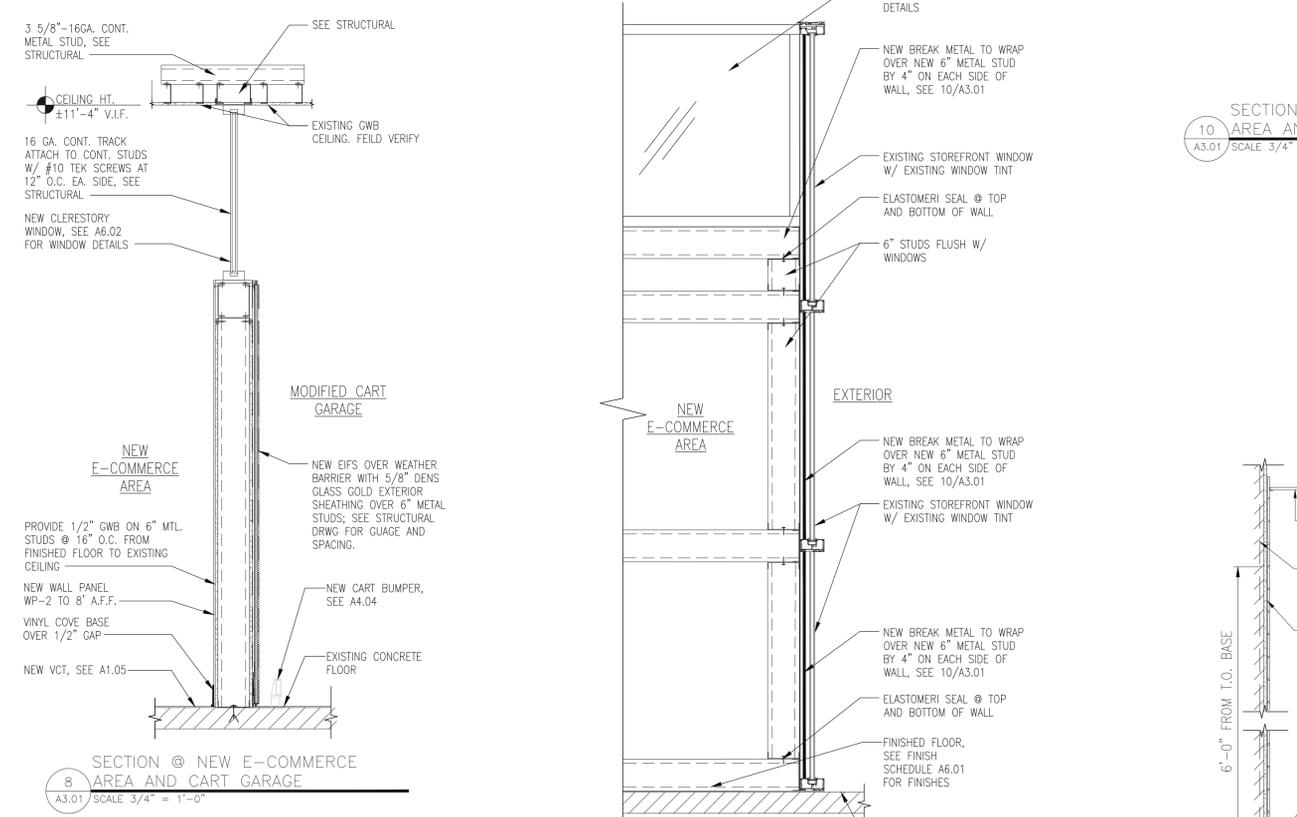 3 5/8"-16GA. CONT.
METAL STUD, SEE
STRUCTURAL
SEE STRUCTURAL
CEILING HT.
±11'-4" V.I.F.
EXISTING GWB
CEILING. FEILD VERIFY
16 GA. CONT. TRACK
ATTACH TO CONT. STUDS
W/ #10 TEK SCREWS AT
12" O.C. EA. SIDE, SEE
STRUCTURAL
NEW CLERESTORY
WINDOW, SEE A6.02
FOR WINDOW DETAILS
MODIFIED CART
GARAGE
NEW
E-COMMERCE
AREA
NEW EIFS OVER WEATHER
BARRIER WITH 5/8" DENS
GLASS GOLD EXTERIOR
SHEATHING OVER 6" METAL
STUDS; SEE STRUCTURAL
DRWG FOR GUAGE AND
SPACING.
PROVIDE 1/2" GWB ON 6" MTL.
STUDS @ 16" O.C. FROM
FINISHED FLOOR TO EXISTING
CEILING
NEW WALL PANEL
WP-2 TO 8' A.F.F.
VINYL COVE BASE
OVER 1/2" GAP
NEW VCT, SEE A1.05
NEW CART BUMPER,
SEE A4.04
EXISTING CONCRETE
FLOOR
8
A3.01
SECTION @ NEW E-COMMERCE
AREA AND CART GARAGE
SCALE 3/4" = 1'-0"
DETAILS
NEW BREAK METAL TO WRAP
OVER NEW 6" METAL STUD
BY 4" ON EACH SIDE OF
WALL, SEE 10/A3.01
EXISTING STOREFRONT WINDOW
W/ EXISTING WINDOW TINT
ELASTOMERI SEAL @ TOP
AND BOTTOM OF WALL
6" STUDS FLUSH W/
WINDOWS
EXTERIOR
NEW
E-COMMERCE
AREA
NEW BREAK METAL TO WRAP
OVER NEW 6" METAL STUD
BY 4" ON EACH SIDE OF
WALL, SEE 10/A3.01
EXISTING STOREFRONT WINDOW
W/ EXISTING WINDOW TINT
NEW BREAK METAL TO WRAP
OVER NEW 6" METAL STUD
BY 4" ON EACH SIDE OF
WALL, SEE 10/A3.01
ELASTOMERI SEAL @ TOP
AND BOTTOM OF WALL
FINISHED FLOOR,
SEE FINISH
SCHEDULE A6.01
FOR FINISHES
10
A3.01
SECTION
AREA
SCALE 3/4"
6'-0" FROM T.O. BASE